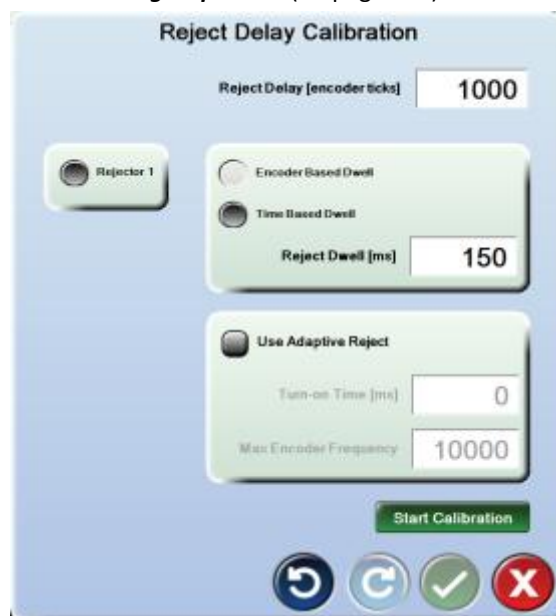 Reject Delay Calibration
Reject Delay [encoder ticks] 1000
Rejector 1
Encoder Based Dwell
Time Based Dwell
Reject Dwell [ms] 150
Use Adaptive Reject
Turn-on Time [ms] 0
Max Encoder Frequency 10000
Start Calibration